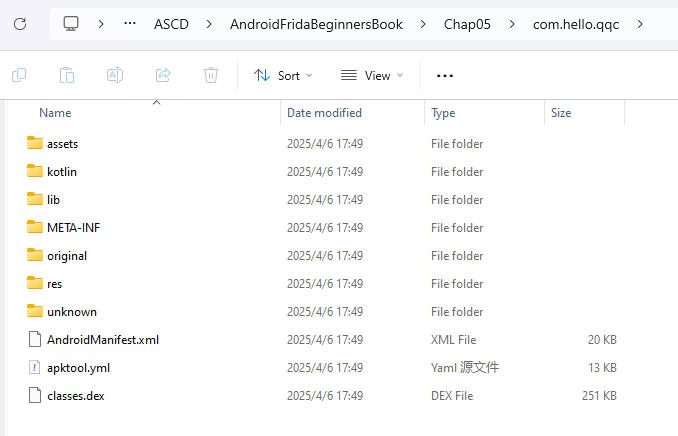 ASCD AndroidFridaBeginnersBook Chap05 com.hello.qqc
Sort View
Name Date modified Type Size
assets 2025/4/6 17:49 File folder
kotlin 2025/4/6 17:49 File folder
lib 2025/4/6 17:49 File folder
META-INF 2025/4/6 17:49 File folder
original 2025/4/6 17:49 File folder
res 2025/4/6 17:49 File folder
unknown 2025/4/6 17:49 File folder
AndroidManifest.xml 2025/4/6 17:49 XML File 20 KB
apktool.yml 2025/4/6 17:49 Yaml 源文件 13 KB
classes.dex 2025/4/6 17:49 DEX File 251 KB